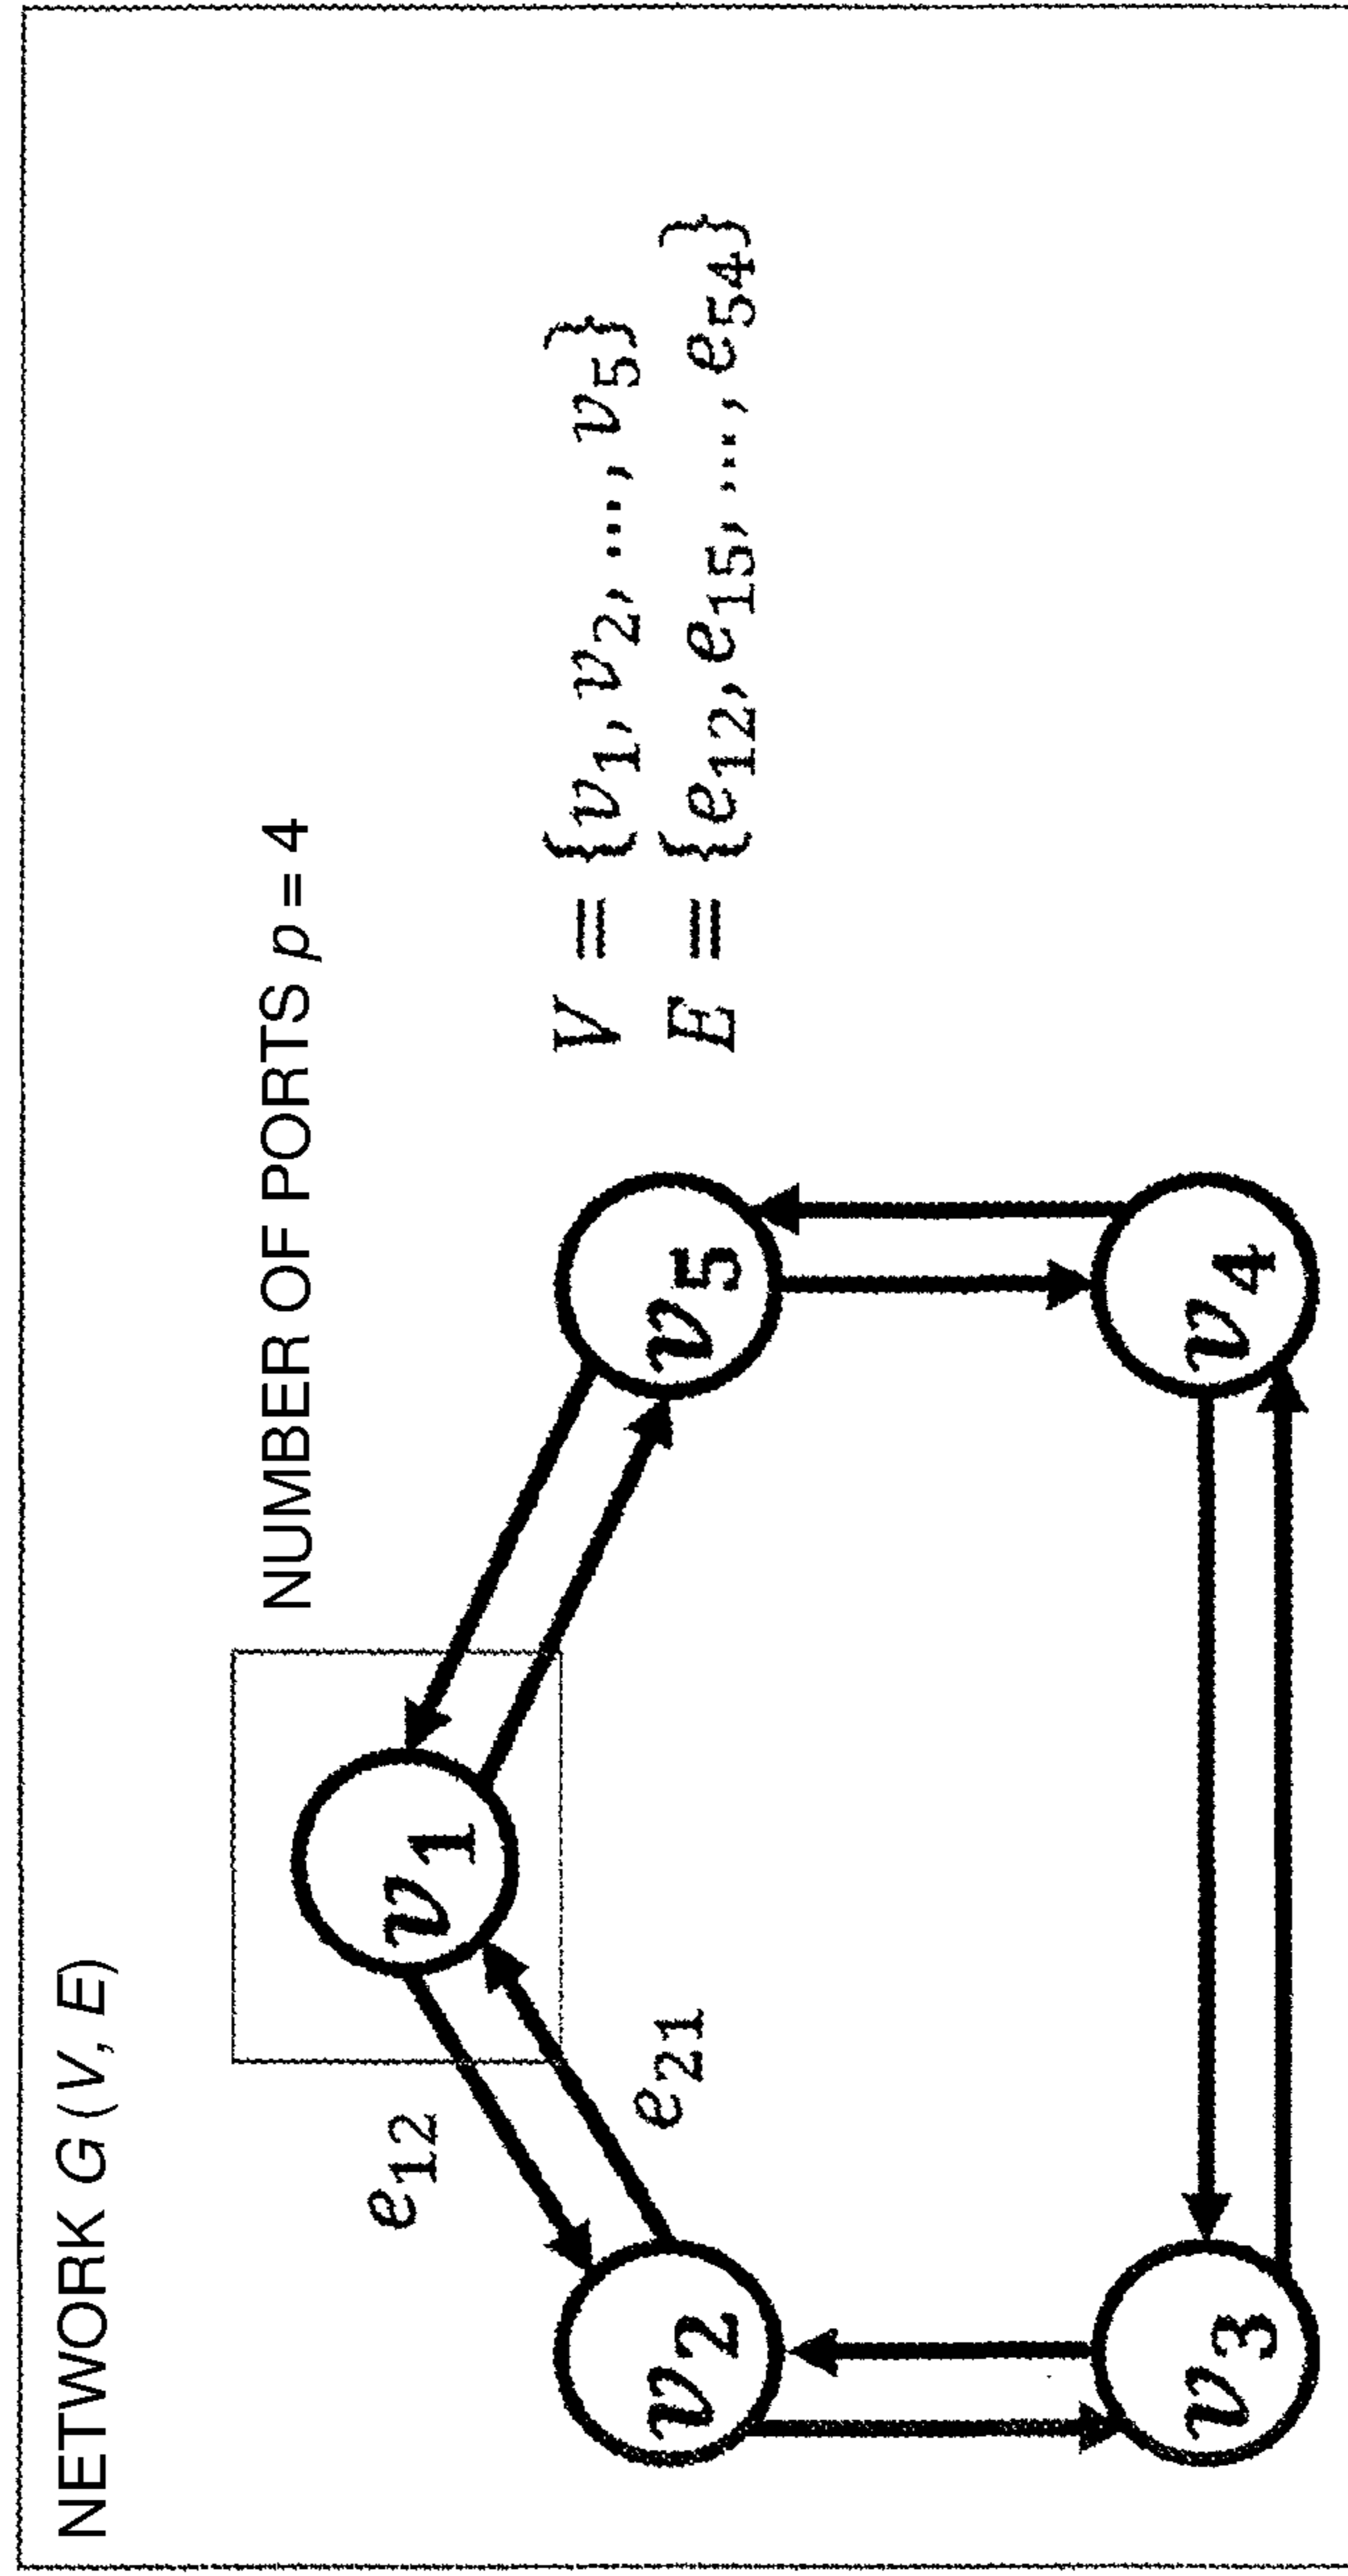 NETWORK G (V, E)
NUMBER OF PORTS p = 4
e12
v1
e21
v2
v5
V = {v1, v2, ..., v5}
E = {e12, e15, ..., e54}
v3
v4